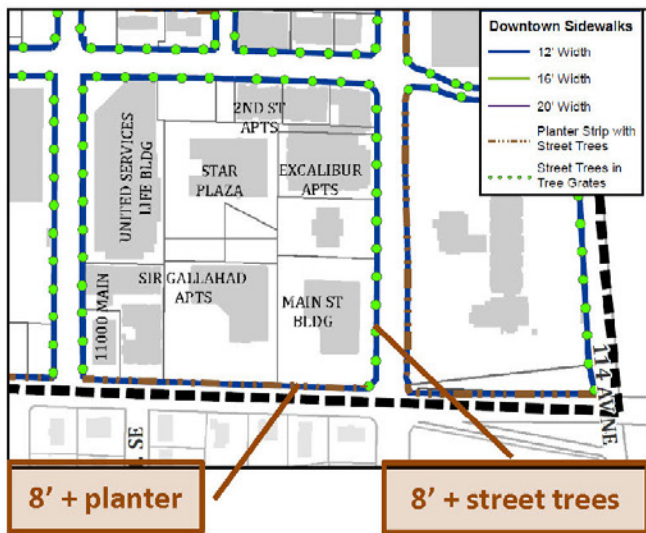 Downtown Sidewalks
12' Width
16' Width
20' Width
Planter Strip with
Street Trees
Street Trees in
Tree Grates
2ND ST
APTS
UNITED SERVICES
LIFE BLDG
STAR
PLAZA
EXCALIBUR
APTS
SIR GALLAHAD
APTS
11000 MAIN
MAIN ST
BLDG
114 AVNE
SE
8’ + planter
8’ + street trees